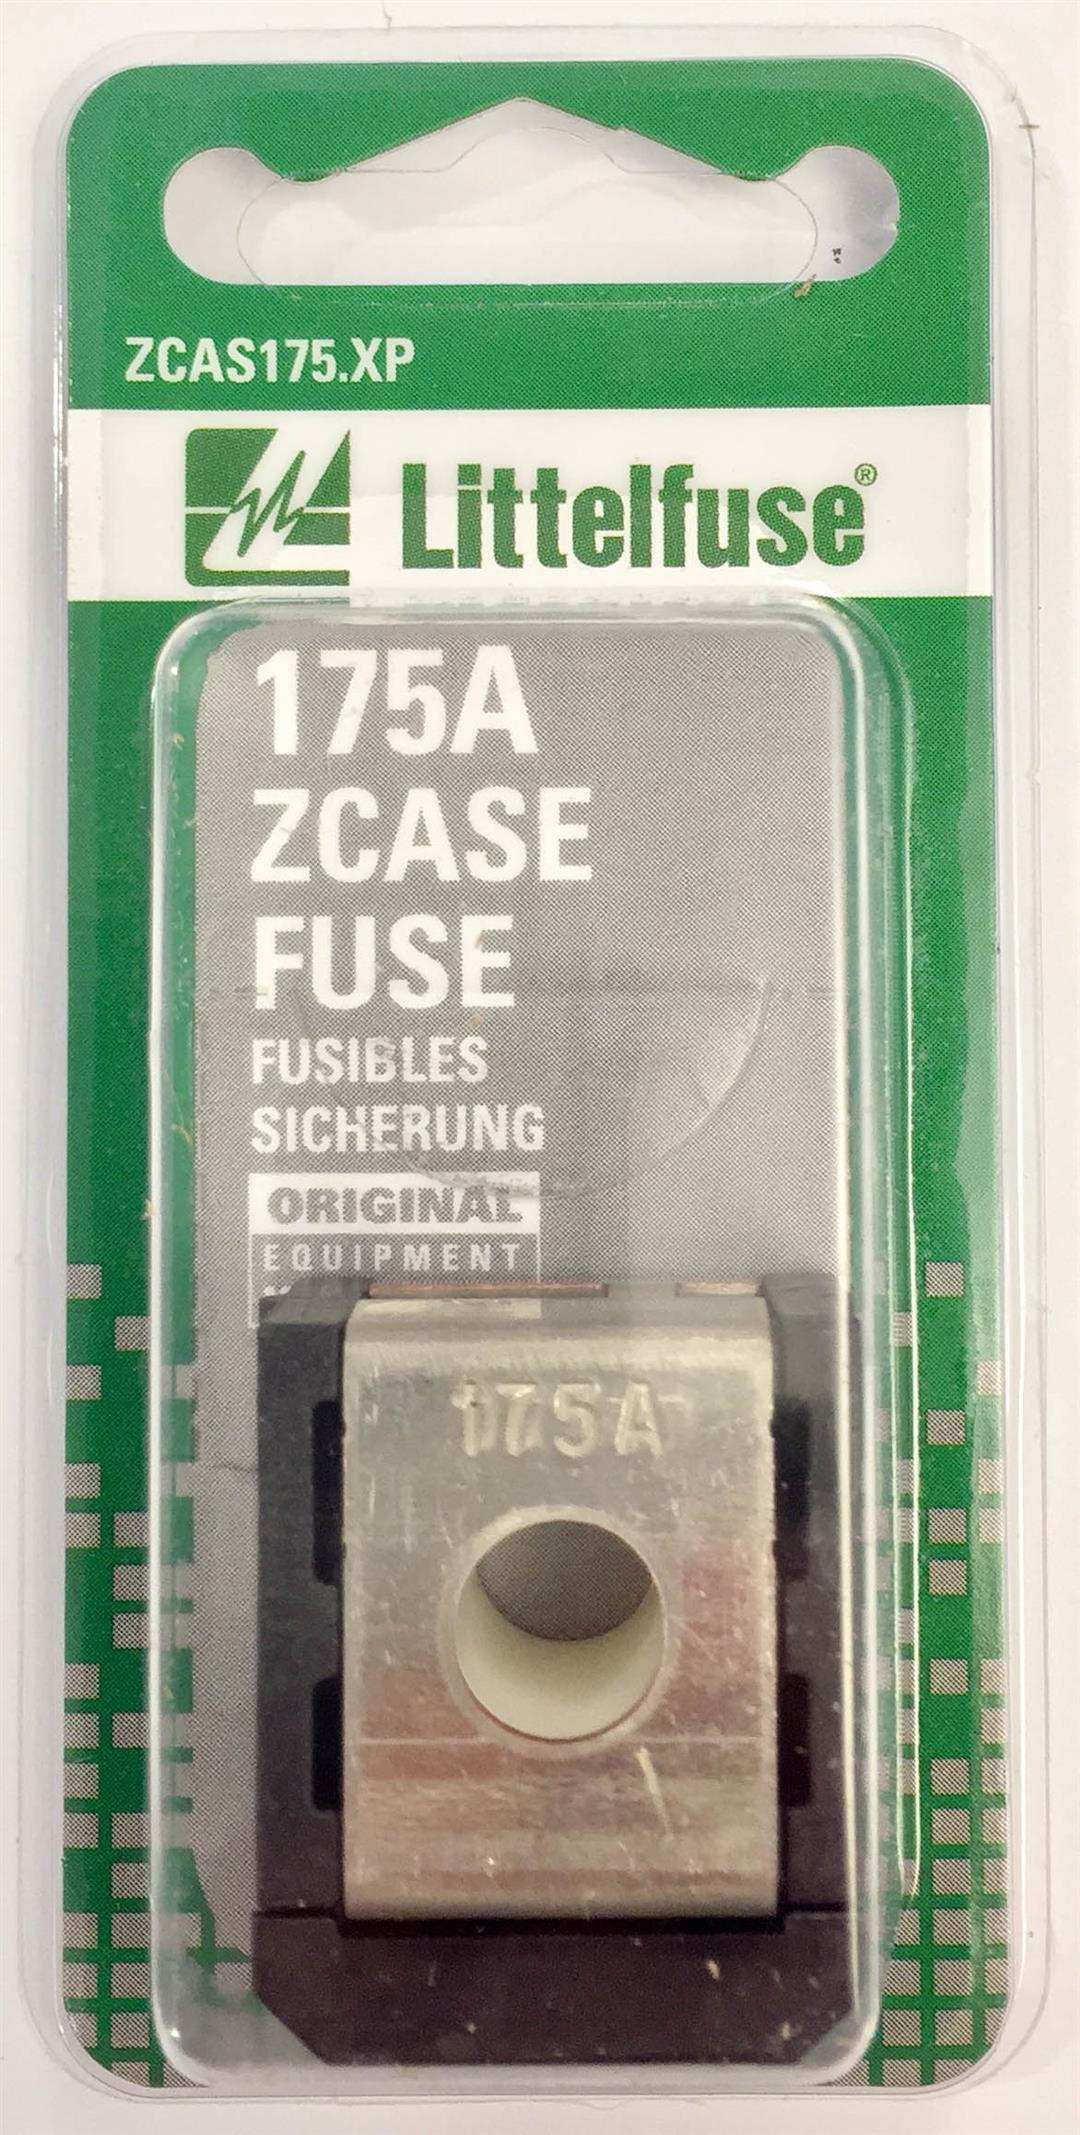 ZCAS175.XP
Littelfuse®
175A
ZCASE
FUSE
FUSIBLES
SICHERUNG
ORIGINAL
EQUIPMENT
175A